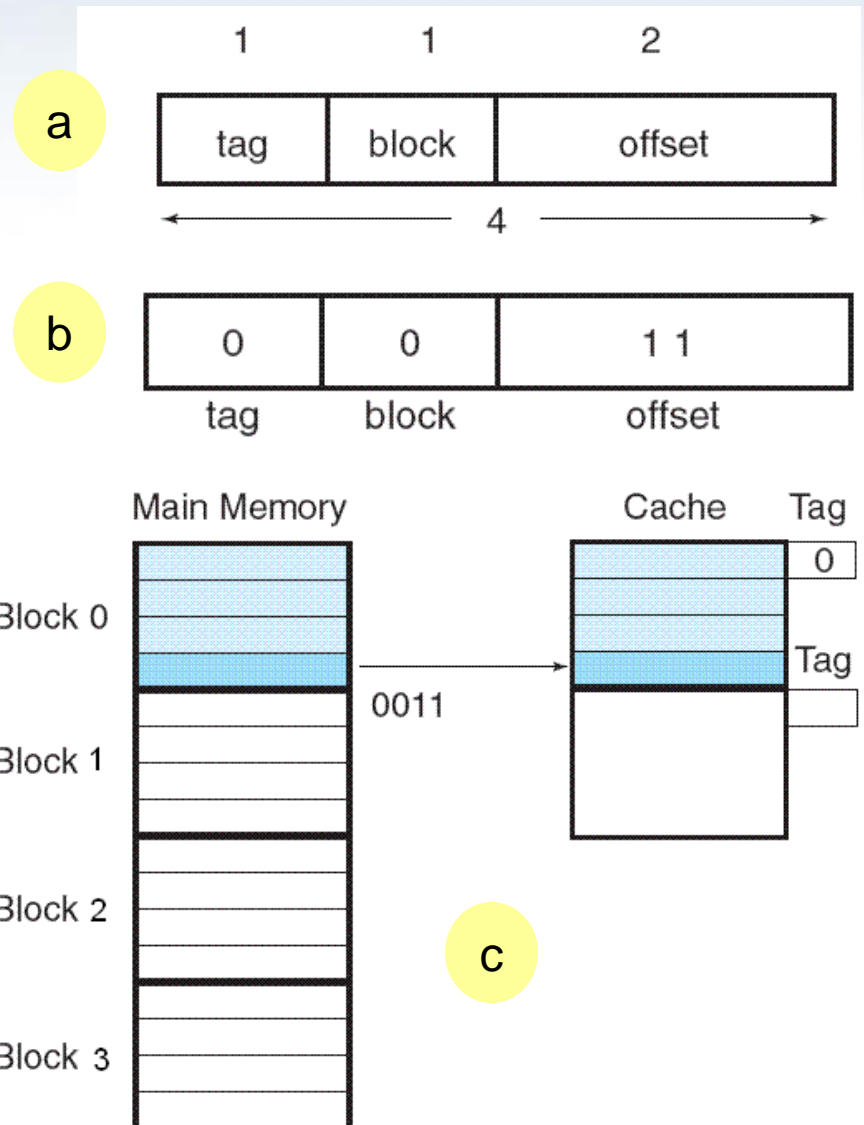 1 1 2
a
tag block offset
4
b
0 0 1 1
tag block offset
Main Memory Cache Tag
0
Block 0
Tag
0011
Block 1
Block 2
c
Block 3